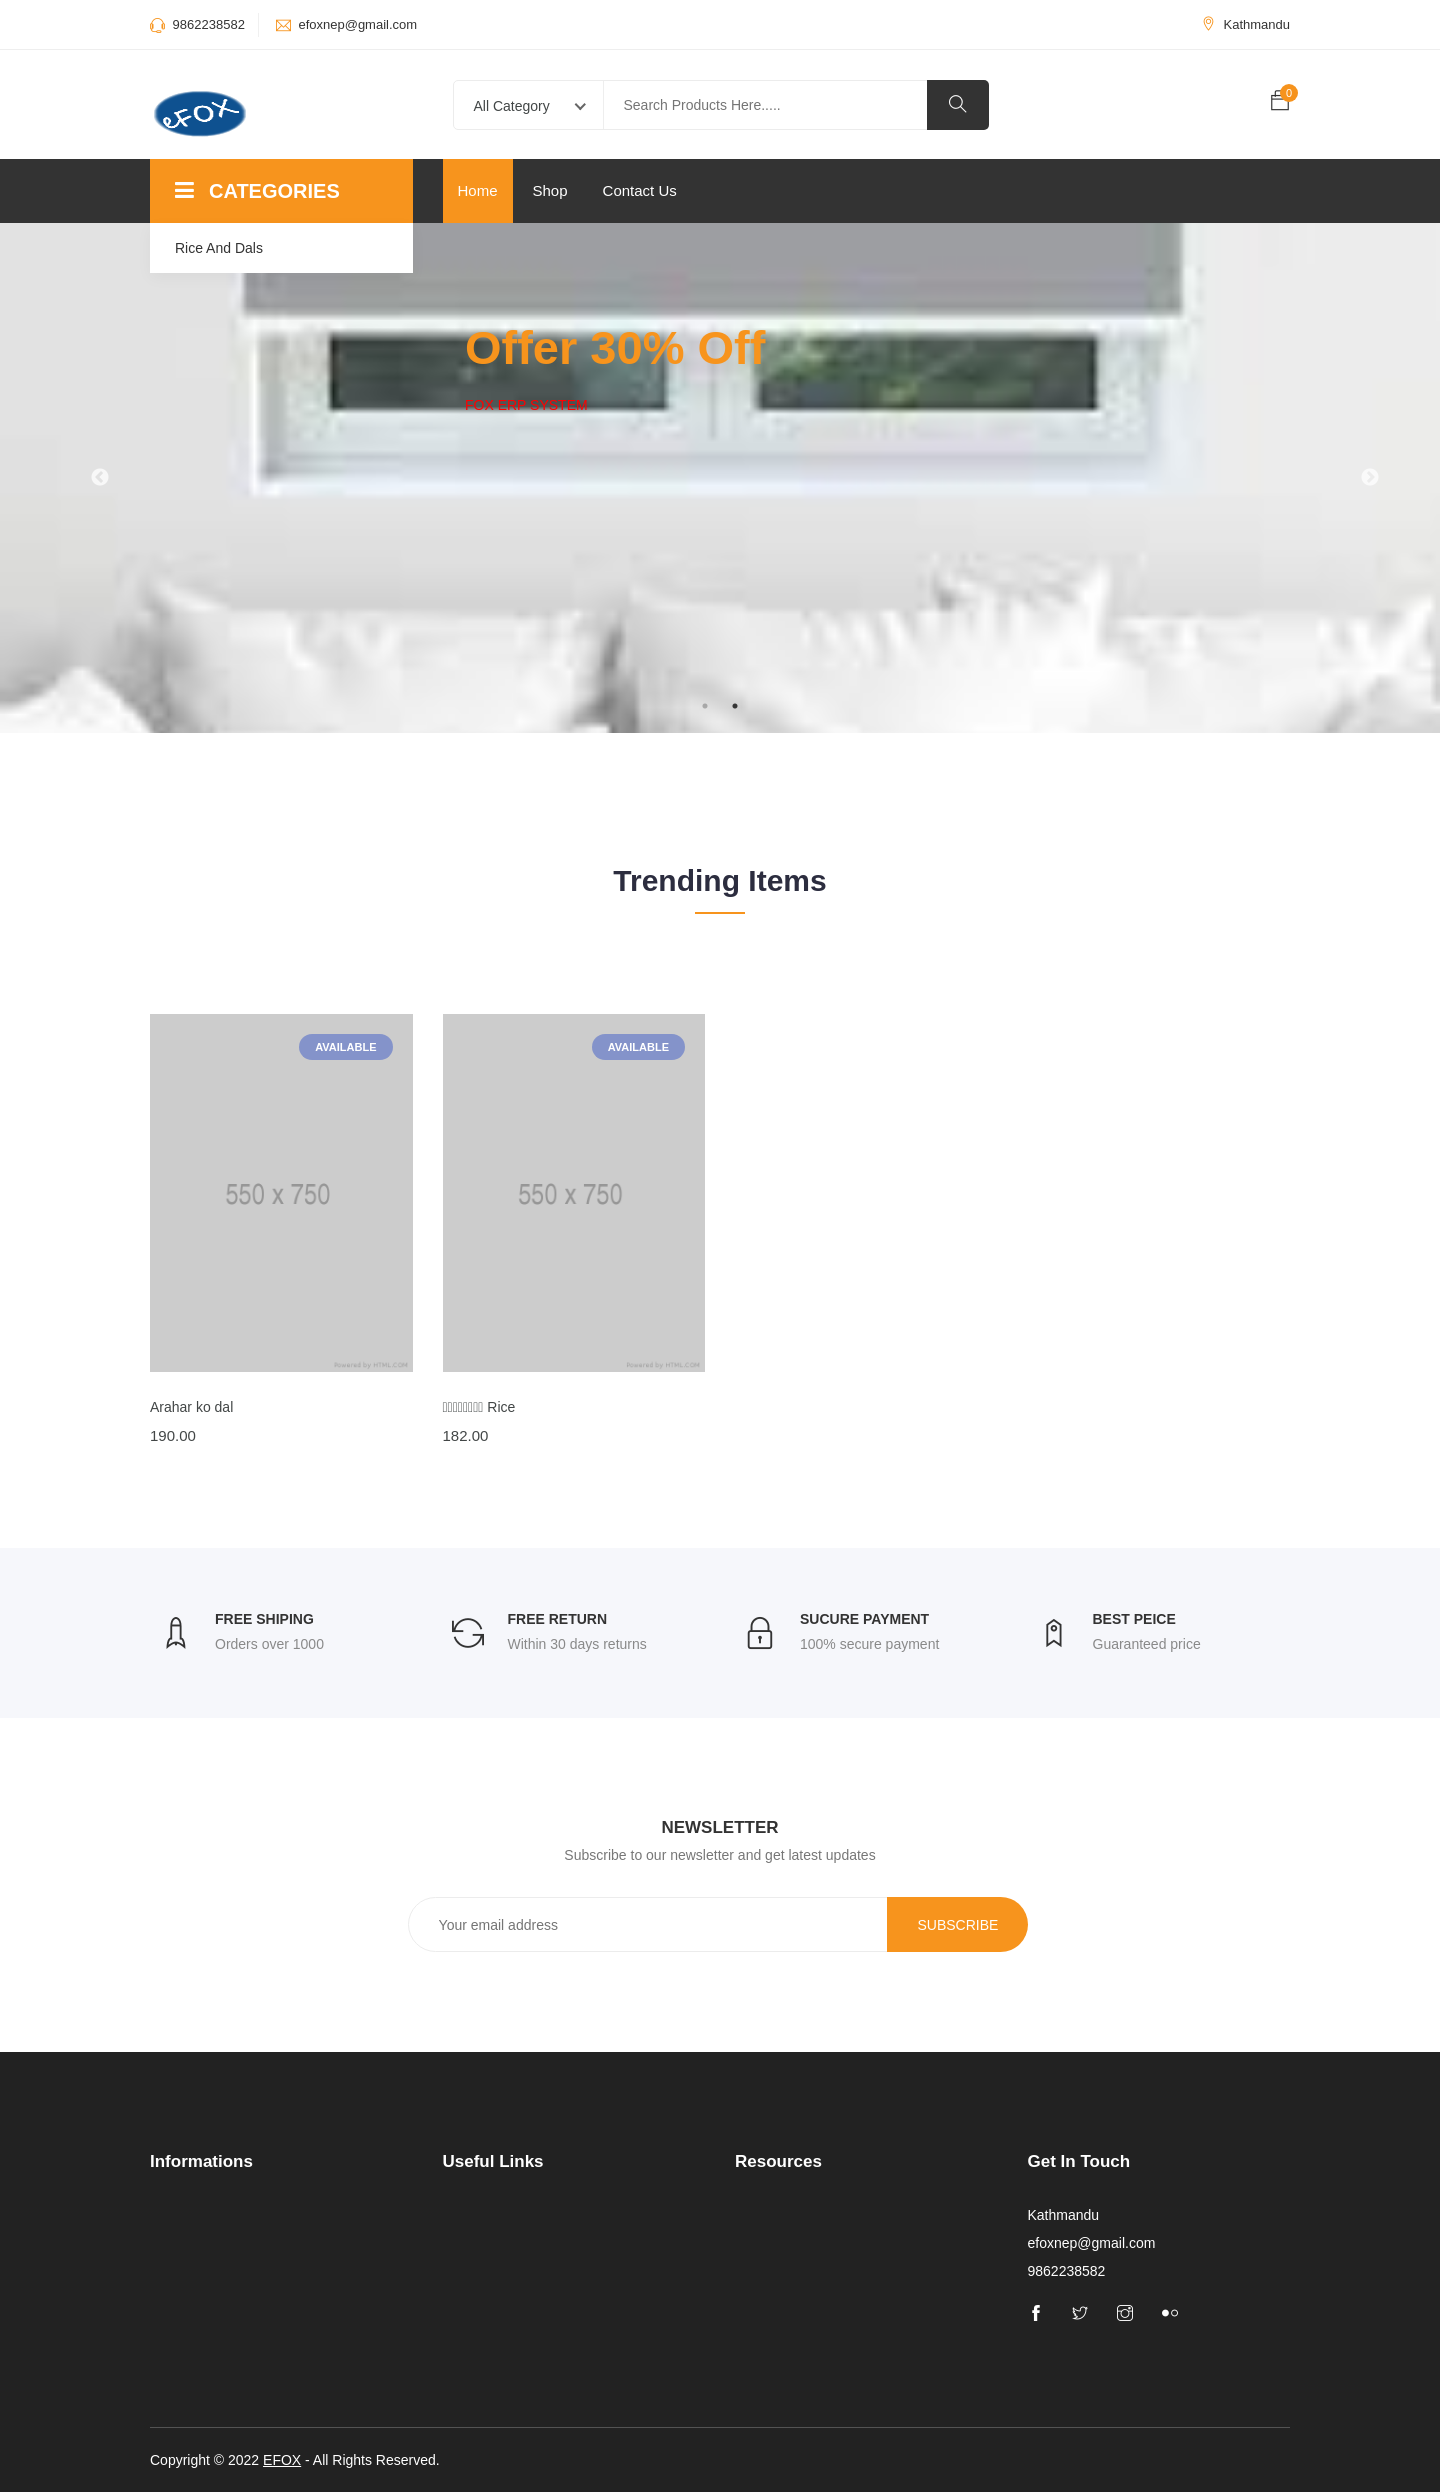 9862238582 efoxnep@gmail.com Kathmandu
eFOX
All Category Search Products Here..... 0
CATEGORIES Home Shop Contact Us
Rice And Dals
Offer 30% Off
FOX ERP SYSTEM
Trending Items
AVAILABLE AVAILABLE
550 x 750 550 x 750
Powered by HTML.COM Powered by HTML.COM
Arahar ko dal Rice
190.00 182.00
FREE SHIPING FREE RETURN SUCURE PAYMENT BEST PEICE
Orders over 1000 Within 30 days returns 100% secure payment Guaranteed price
NEWSLETTER
Subscribe to our newsletter and get latest updates
Your email address SUBSCRIBE
Informations Useful Links Resources Get In Touch
Kathmandu
efoxnep@gmail.com
9862238582
Copyright © 2022 EFOX - All Rights Reserved.